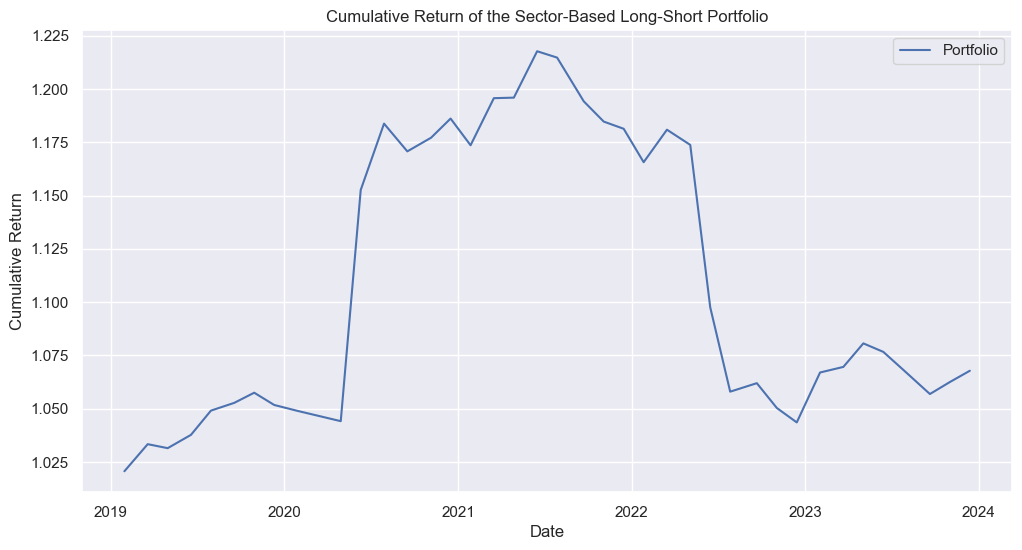 Cumulative Return of the Sector-Based Long-Short Portfolio
Portfolio
Cumulative Return
1.225
1.200
1.175
1.150
1.125
1.100
1.075
1.050
1.025
2019 2020 2021 2022 2023 2024
Date